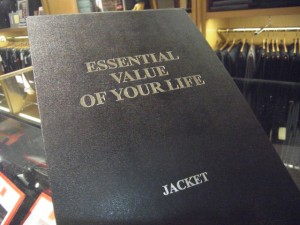 ESSENTIAL
VALUE
OF YOUR LIFE
JACKET